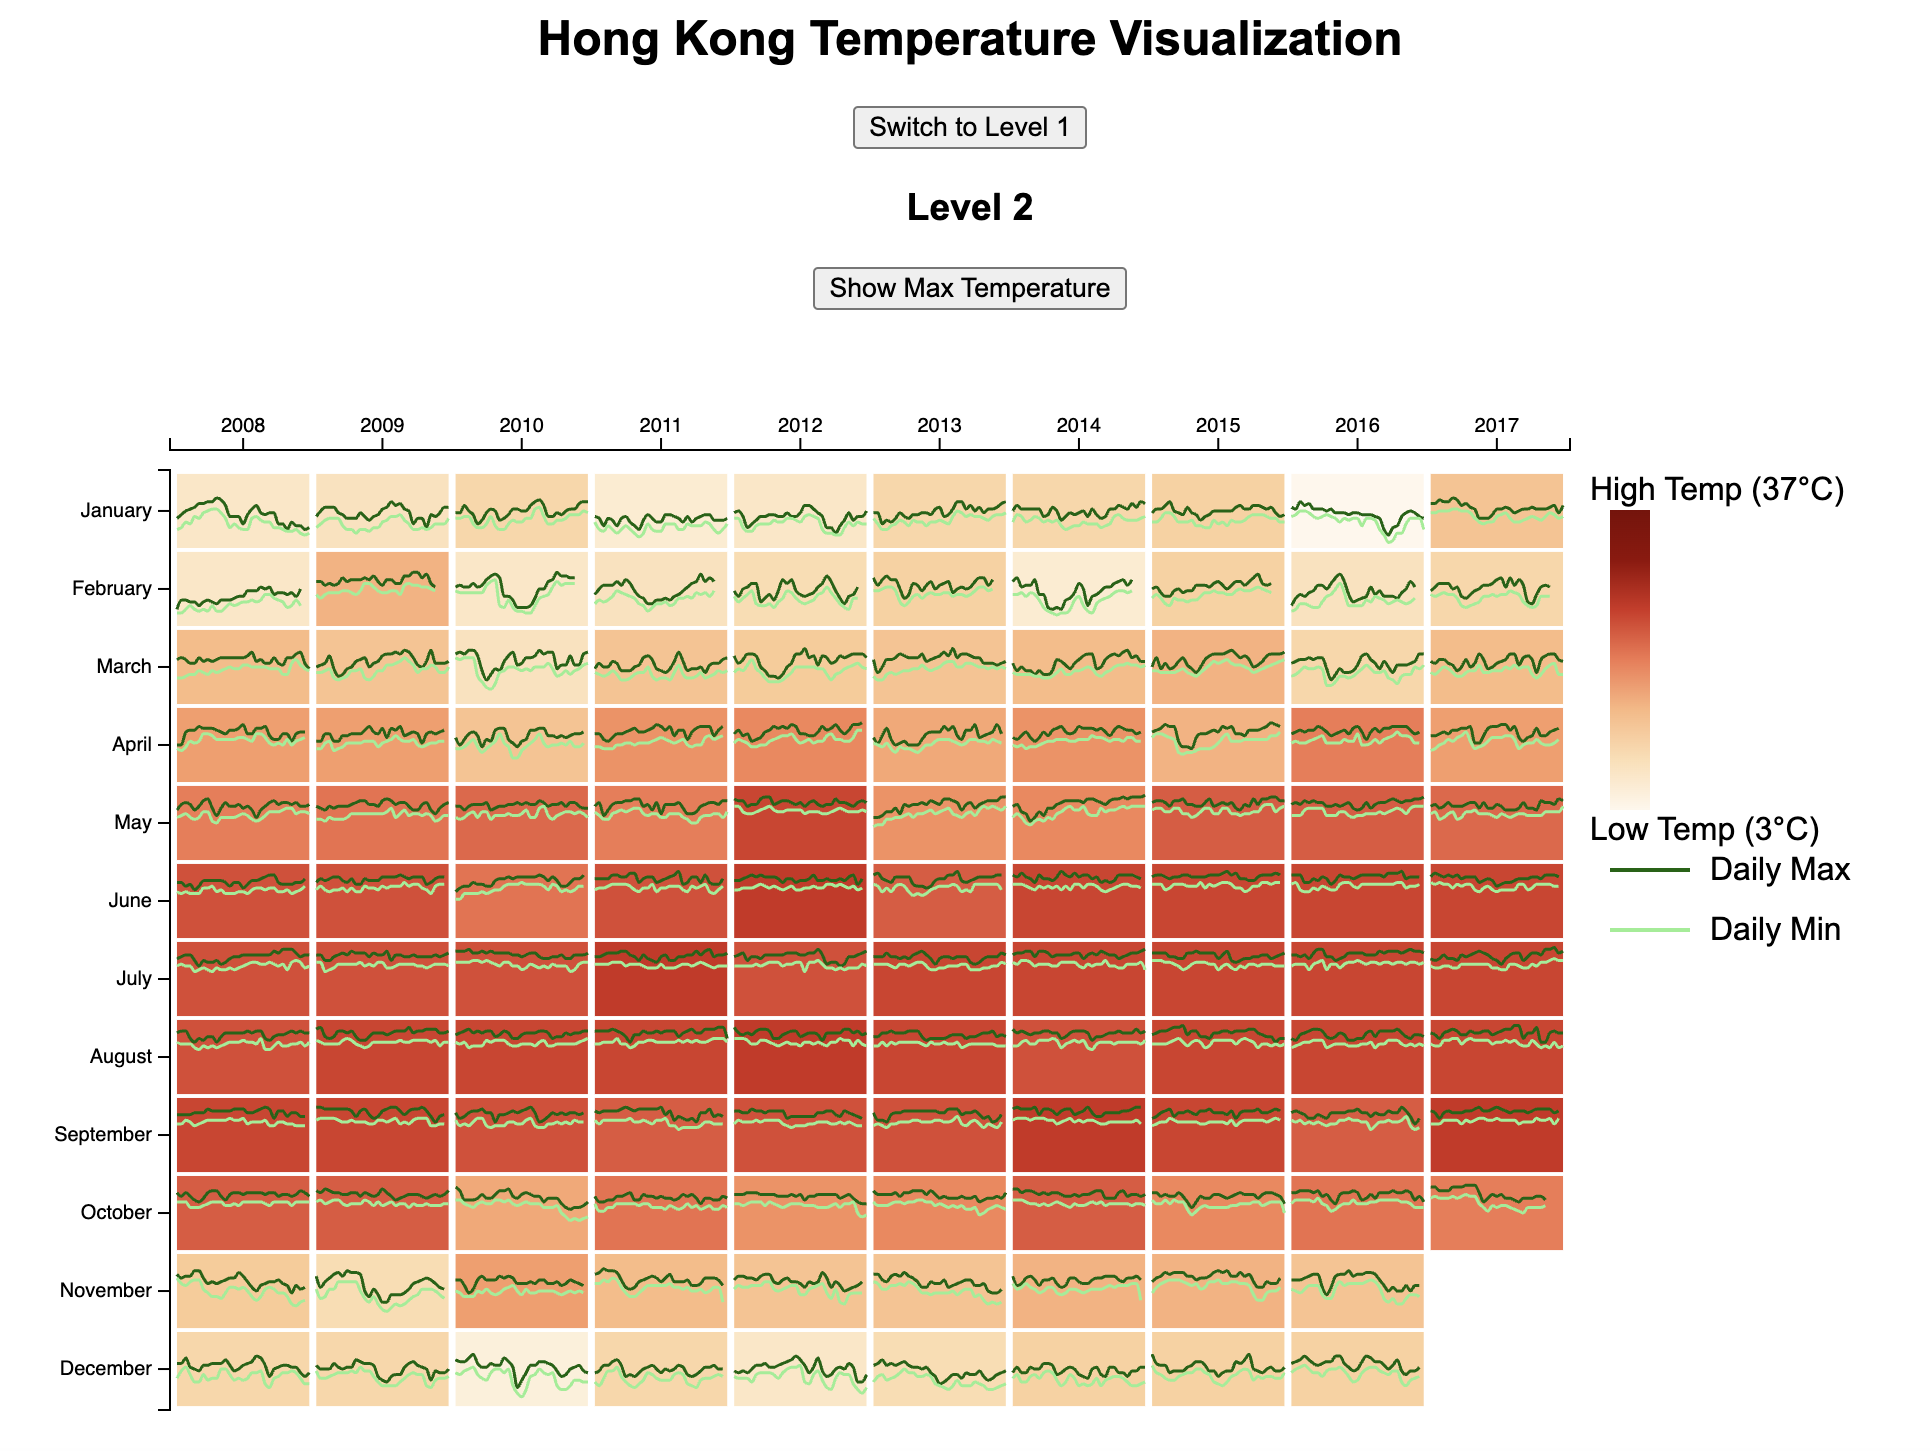 Hong Kong Temperature Visualization
Switch to Level 1
Level 2
Show Max Temperature
2008 2009 2010 2011 2012 2013 2014 2015 2016 2017
January
February
March
April
May
June
July
August
September
October
November
December
High Temp (37°C)
Low Temp (3°C)
Daily Max
Daily Min